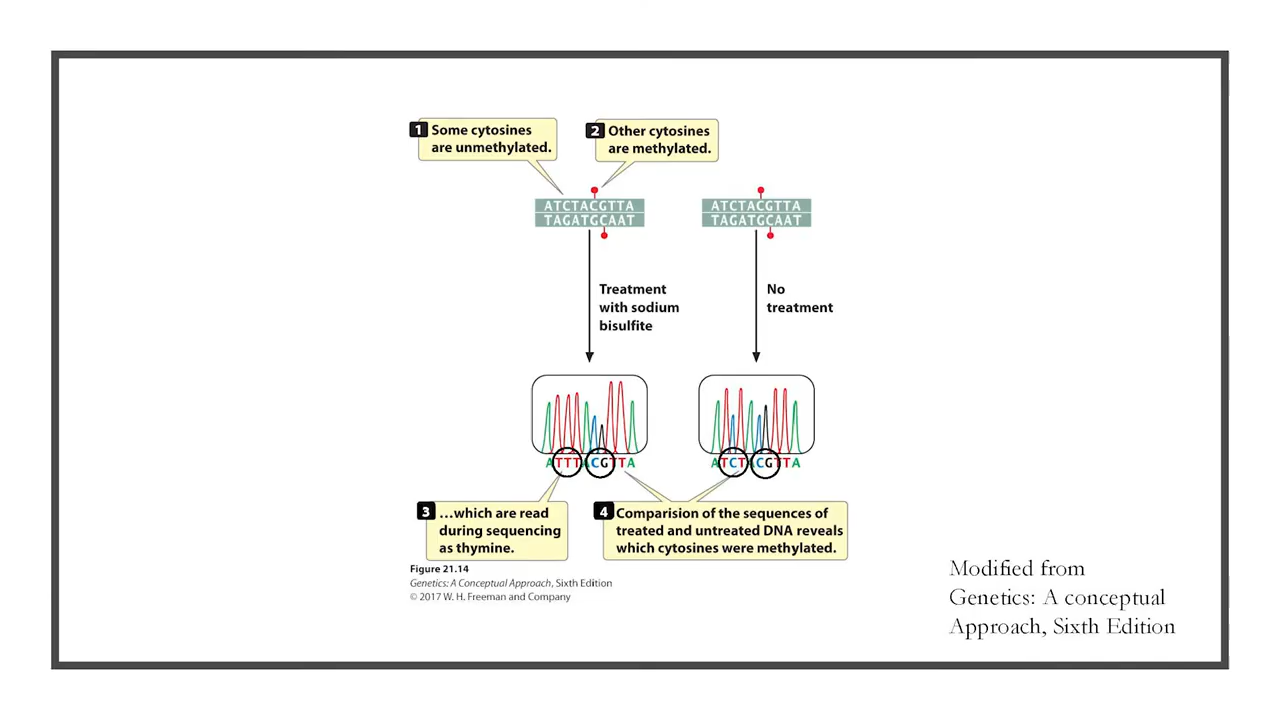 1 Some cytosines
are unmethylated.
2 Other cytosines
are methylated.
ATCTACGTTA
TAGATGCAAT
ATCTACGTTA
TAGATGCAAT
Treatment
with sodium
bisulfite
No
treatment
ATTTACGTTA
ATCTACGTTA
3 ...which are read
during sequencing
as thymine.
4 Comparision of the sequences of
treated and untreated DNA reveals
which cytosines were methylated.
Figure 21.14
Genetics: A Conceptual Approach, Sixth Edition
© 2017 W. H. Freeman and Company
Modified from
Genetics: A conceptual
Approach, Sixth Edition